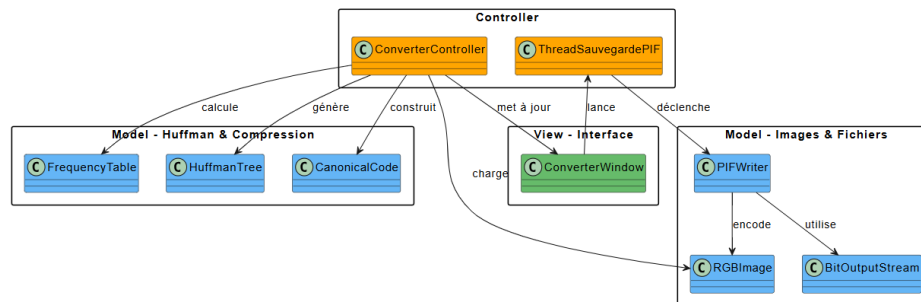 Controller
C ConverterController
C ThreadSauvegardePIF
calcule
génère
construit
met à jour
lance
déclenche
Model - Huffman & Compression
View - Interface
Model - Images & Fichiers
C FrequencyTable
C HuffmanTree
C CanonicalCode
C ConverterWindow
C PIFWriter
charge
encode
utilise
C RGBImage
C BitOutputStream